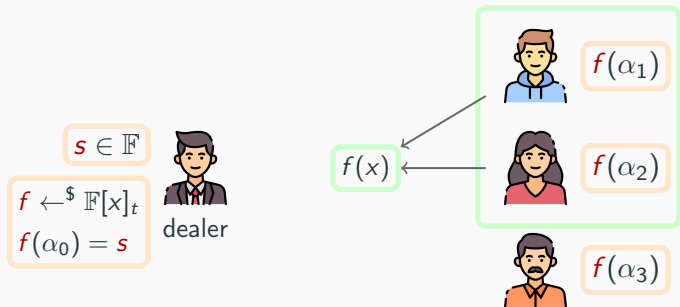 s ∈ 𝔽
f ←$ 𝔽[x]ₜ
f(α₀) = s
dealer
f(x)
f(α₁)
f(α₂)
f(α₃)